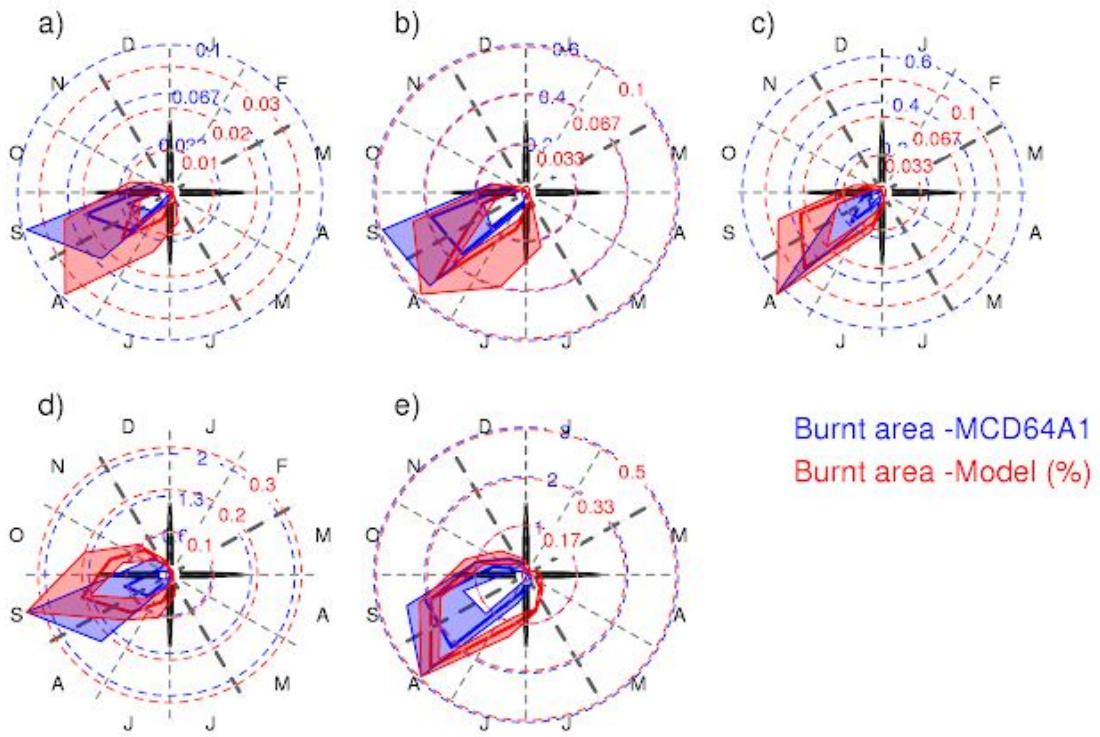 a)
D
J
0.1
N
0.067
0.03
0.02
0.01
O
M
S
A
A
M
J
J
b)
D
J
0.6
N
0.4
0.1
0.067
0.033
O
M
S
A
A
M
J
J
c)
D
J
0.6
N
F
0.4
0.1
0.067
0.033
O
M
S
A
A
M
J
J
d)
D
J
2
N
F
1.3
0.3
0.2
0.1
O
M
S
A
A
M
J
J
e)
D
J
N
2
0.5
0.33
1
0.17
O
M
S
A
A
M
J
J
Burnt area -MCD64A1
Burnt area -Model (%)